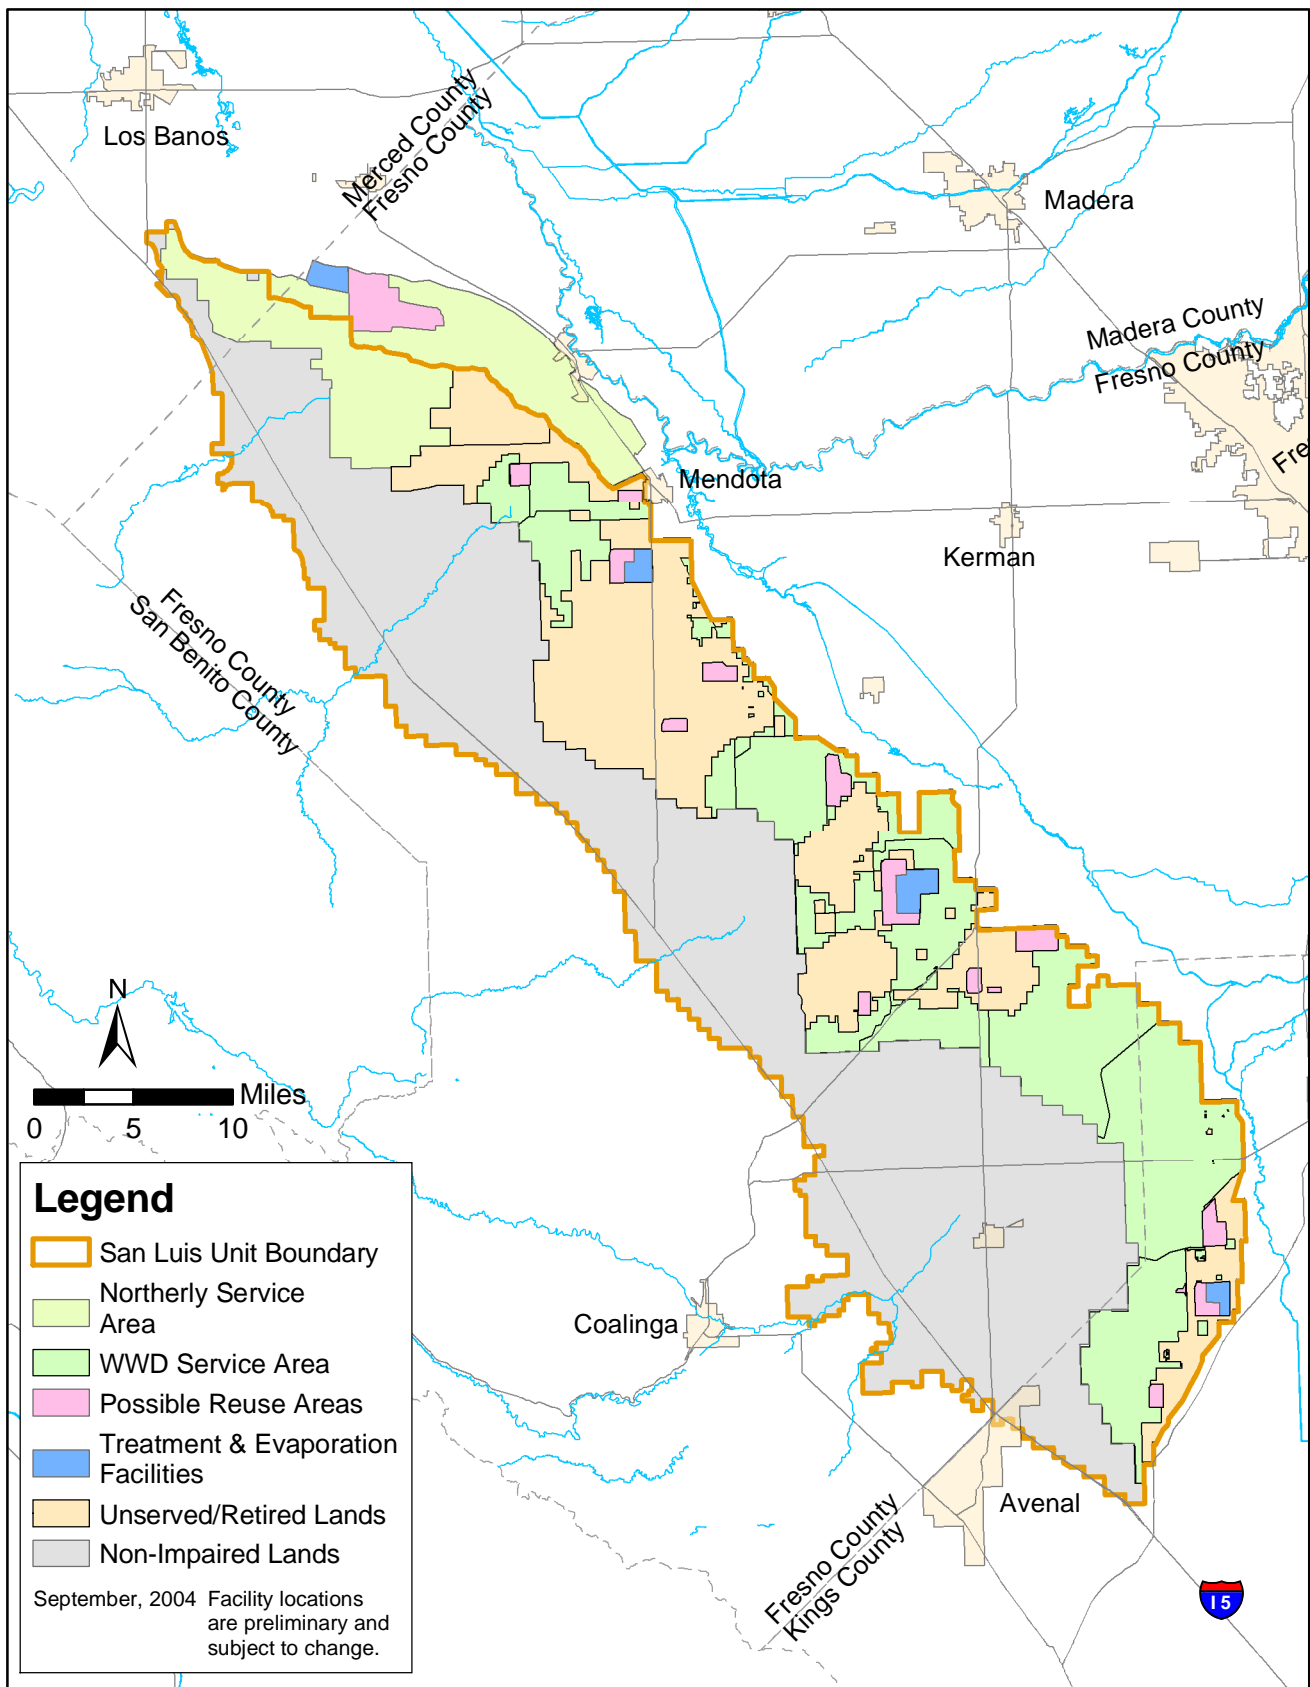 Los Banos
Merced County
Fresno County
Madera
Madera County
Fresno County
Fre
Mendota
Kerman
Fresno County
San Benito County
N
Miles
0 5 10
Legend
San Luis Unit Boundary
Northerly Service
Area
WWD Service Area
Possible Reuse Areas
Treatment & Evaporation
Facilities
Unserved/Retired Lands
Non-Impaired Lands
September, 2004 Facility locations
are preliminary and
subject to change.
Coalinga
Avenal
Fresno County
Kings County
I 5